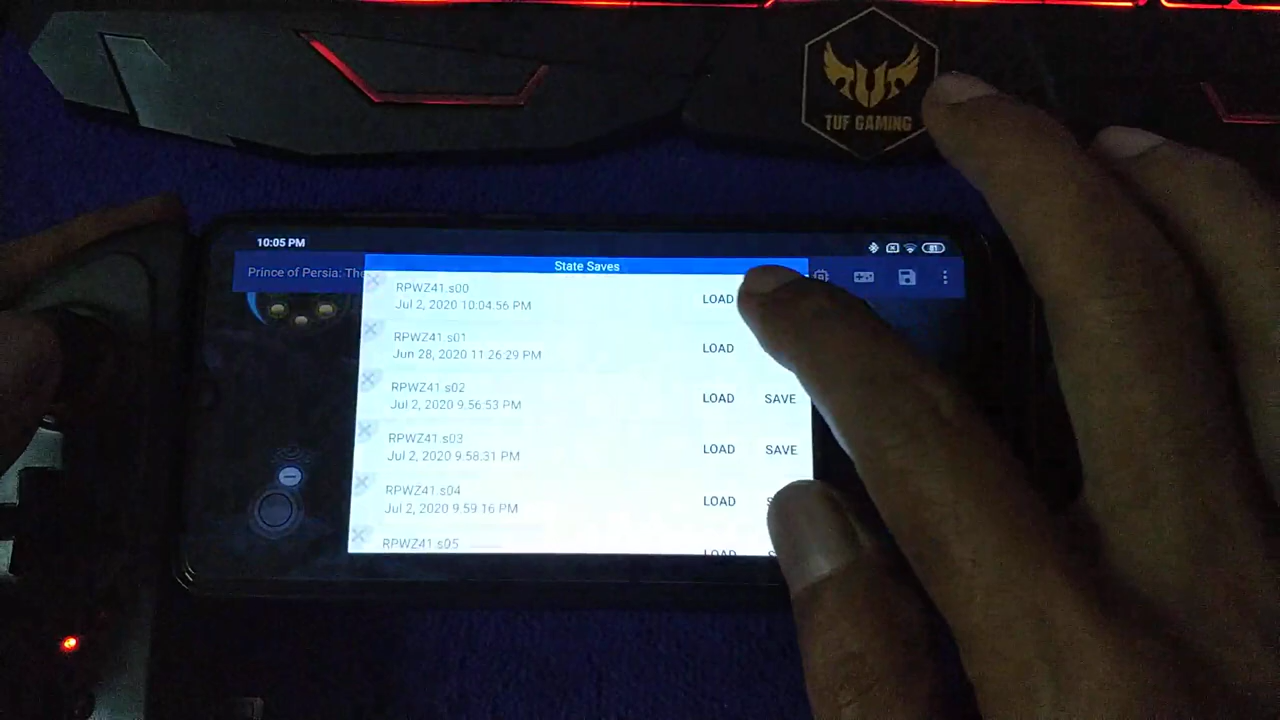 TUF
TUF GAMING
10:05 PM
81
Prince of Persia: The
State Saves
RPWZ41.s00
Jul 2, 2020 10:04:56 PM
LOAD
RPWZ41.s01
Jun 28, 2020 11:26:29 PM
LOAD
RPWZ41.s02
Jul 2, 2020 9:56:53 PM
LOAD SAVE
RPWZ41.s03
Jul 2, 2020 9:58:31 PM
LOAD SAVE
RPWZ41.s04
Jul 2, 2020 9:59:16 PM
LOAD S
RPWZ41.s05
LOAD S